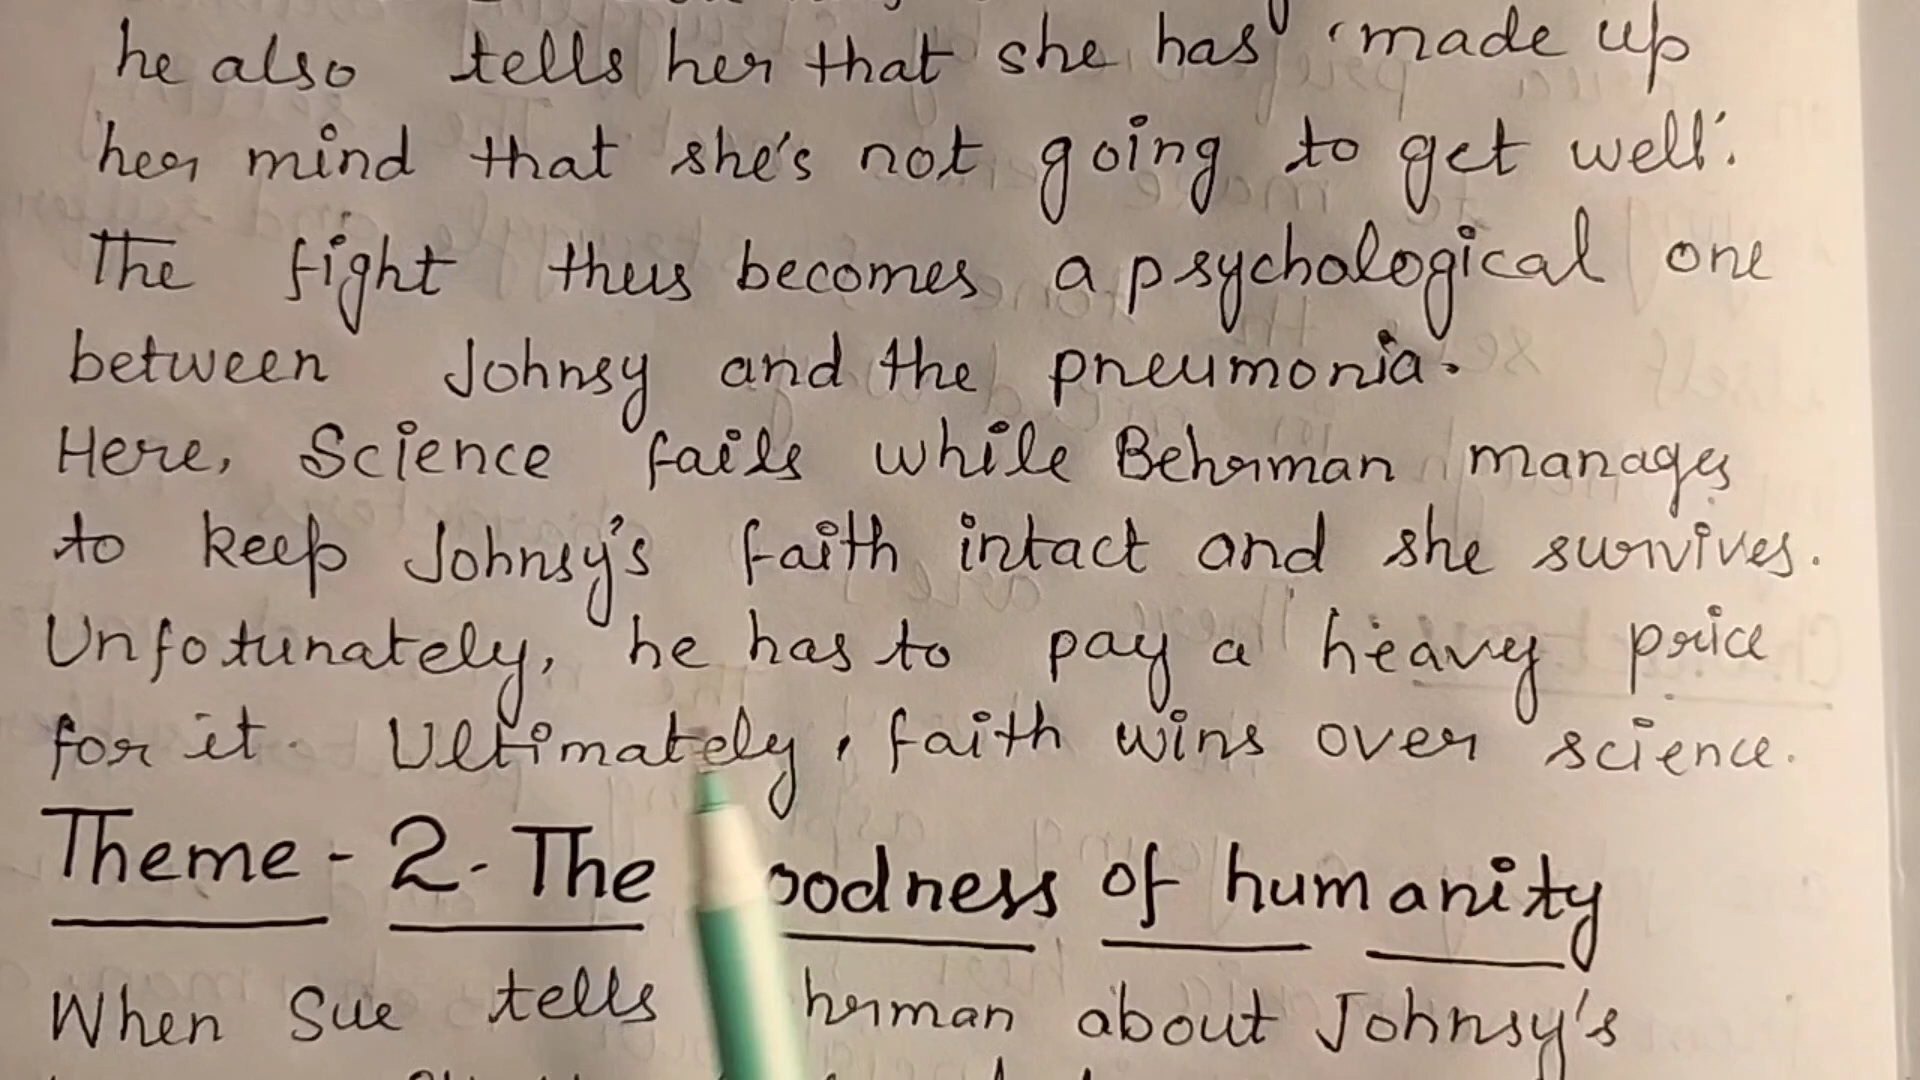 he also tells her that she has 'made up
her mind that she's not going to get well'.
The fight thus becomes a psychological one
between Johnsy and the pneumonia.
Here, Science fails while Behrman manages
to keep Johnsy's faith intact and she survives.
Unfotunately, he has to pay a heavy price
for it. Ultimately, faith wins over science.
Theme - 2 - The oodness of humanity
When Sue tells hrman about Johnsy's